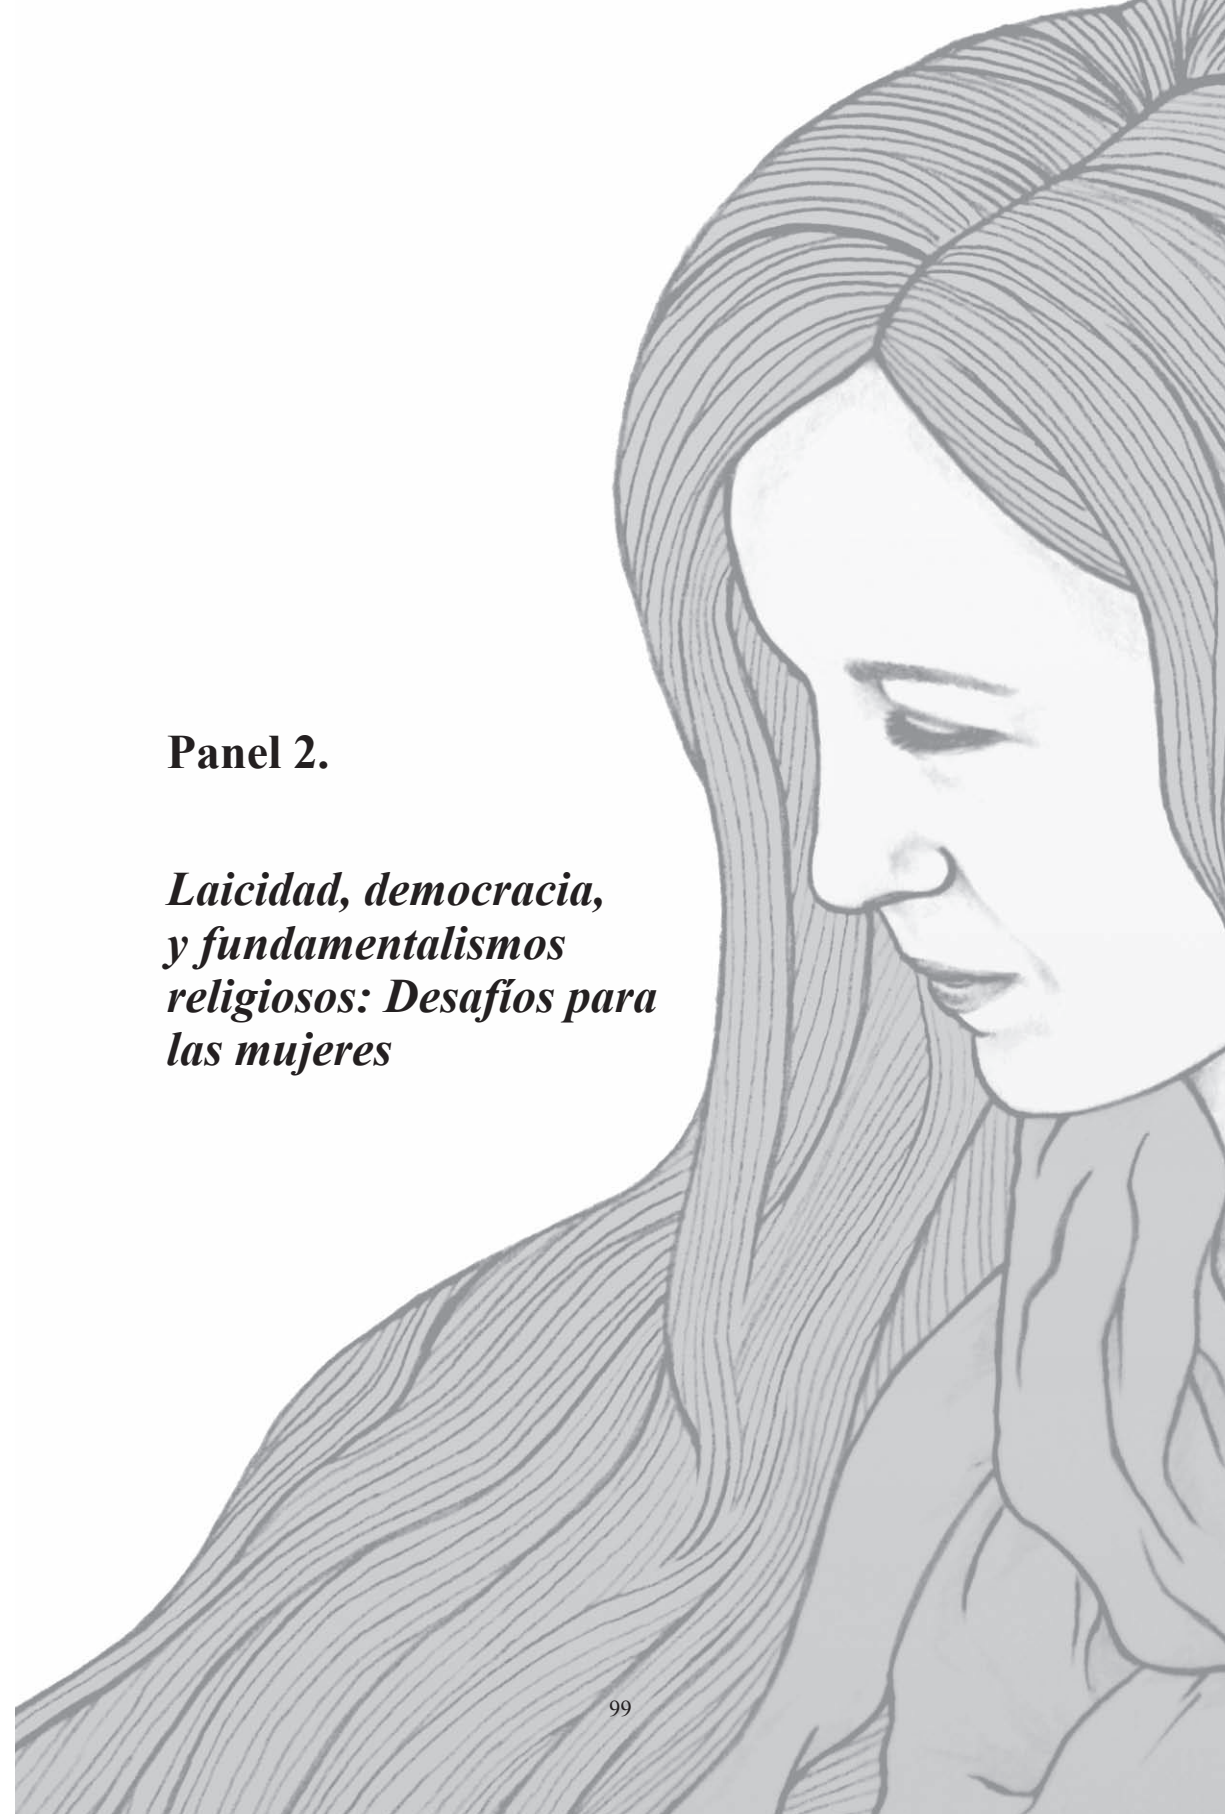 Panel 2.
Laicidad, democracia,
y fundamentalismos
religiosos: Desafíos para
las mujeres
99